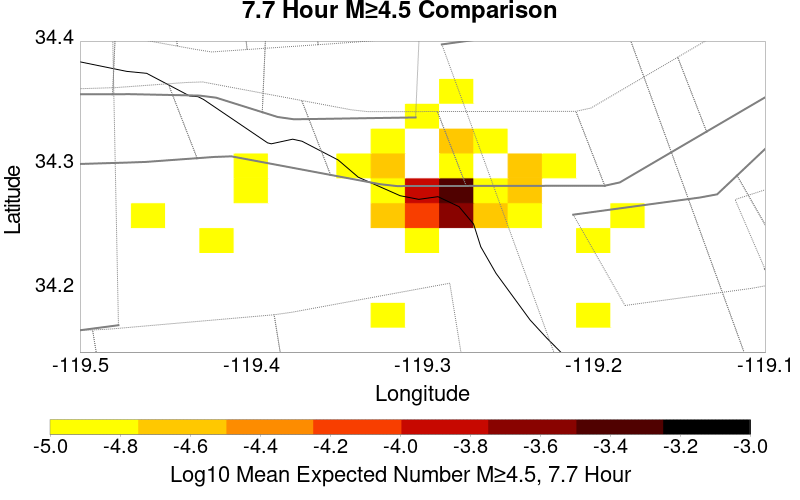 7.7 Hour M≥4.5 Comparison
34.4
34.3
34.2
Latitude
-119.5 -119.4 -119.3 -119.2 -119.1
Longitude
-5.0 -4.8 -4.6 -4.4 -4.2 -4.0 -3.8 -3.6 -3.4 -3.2 -3.0
Log10 Mean Expected Number M≥4.5, 7.7 Hour